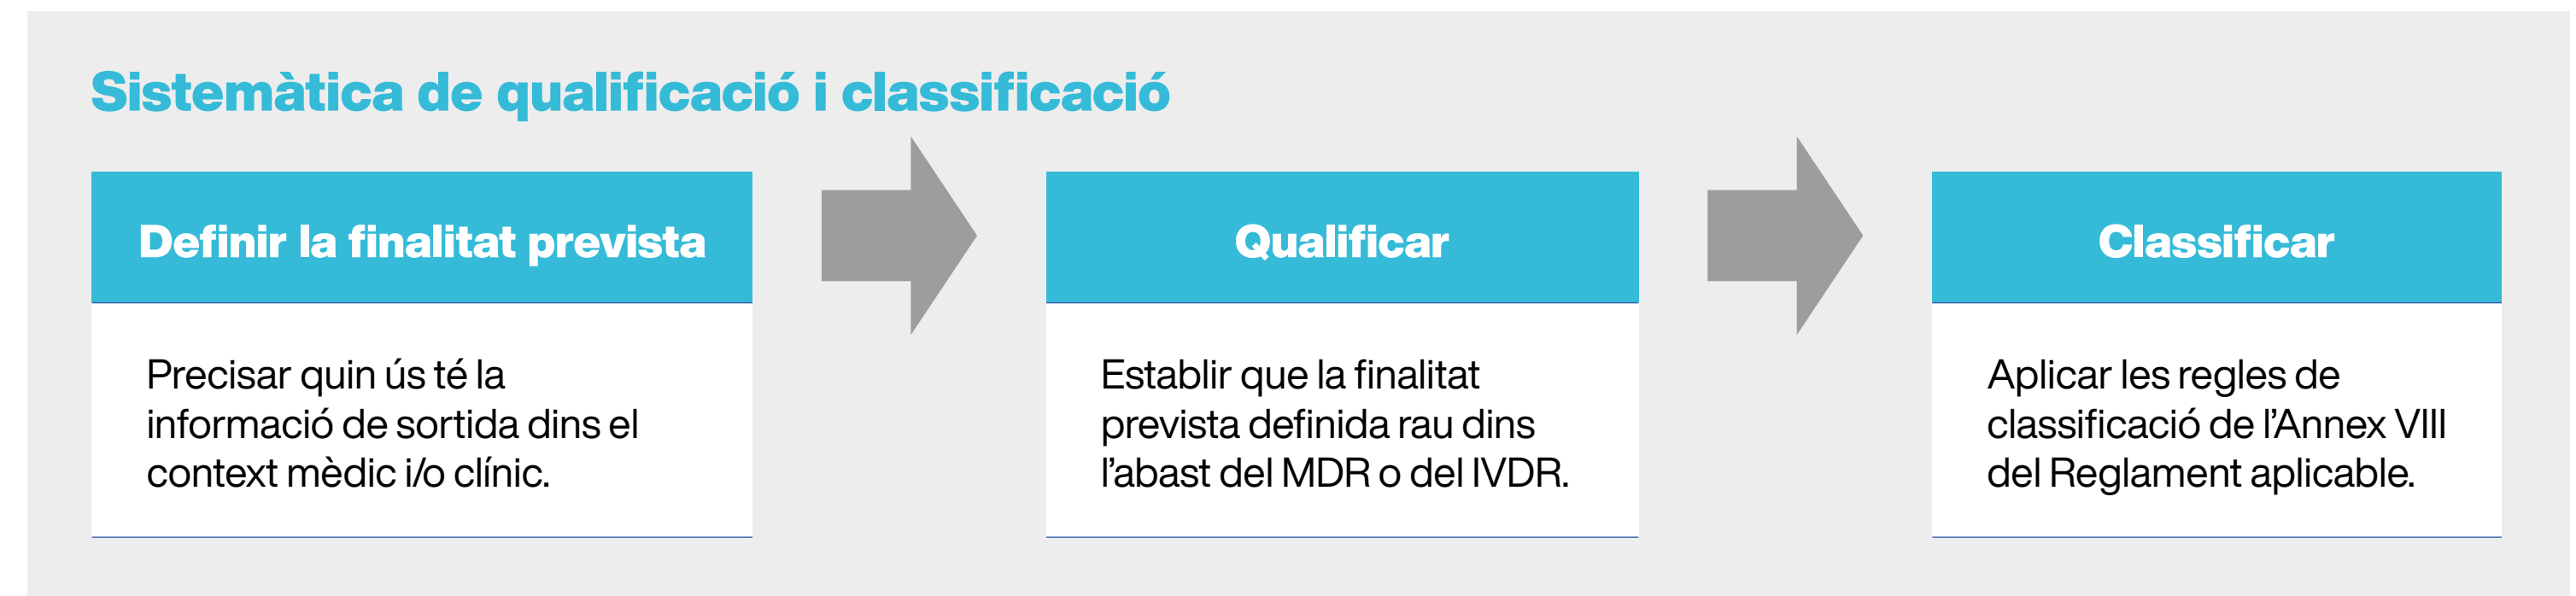 Sistemàtica de qualificació i classificació
Definir la finalitat prevista
Precisar quin ús té la
informació de sortida dins el
context mèdic i/o clínic.
Qualificar
Establir que la finalitat
prevista definida rau dins
l'abast del MDR o del IVDR.
Classificar
Aplicar les regles de
classificació de l'Annex VIII
del Reglament aplicable.